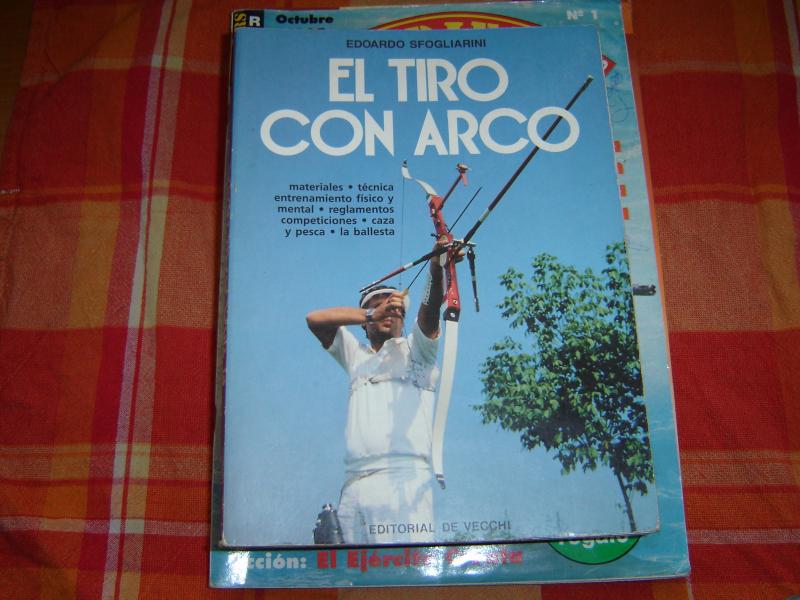 Octubre
Nº 1
EDOARDO SFOGLIARINI
EL TIRO
CON ARCO
materiales • técnica
entrenamiento físico y
mental • reglamentos
competiciones • caza
y pesca • la ballesta
EDITORIAL DE VECCHI
cción: El Ejército